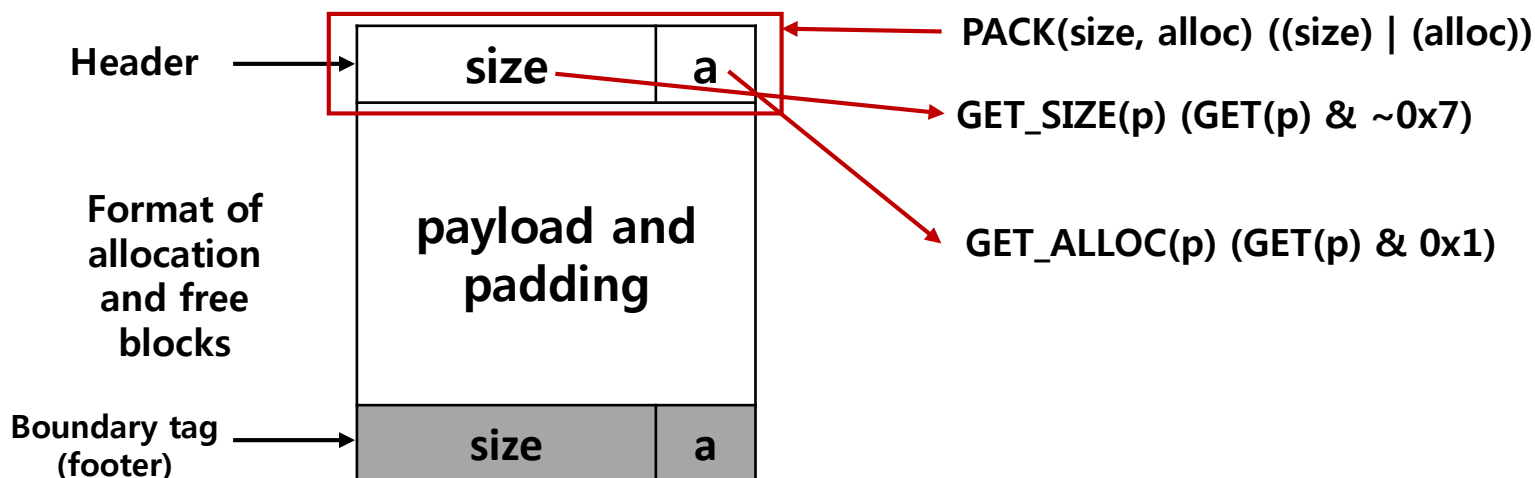 Header
size
a
PACK(size, alloc) ((size) | (alloc))
GET_SIZE(p) (GET(p) & ~0x7)
GET_ALLOC(p) (GET(p) & 0x1)
Format of
allocation
and free
blocks
payload and
padding
Boundary tag
(footer)
size
a